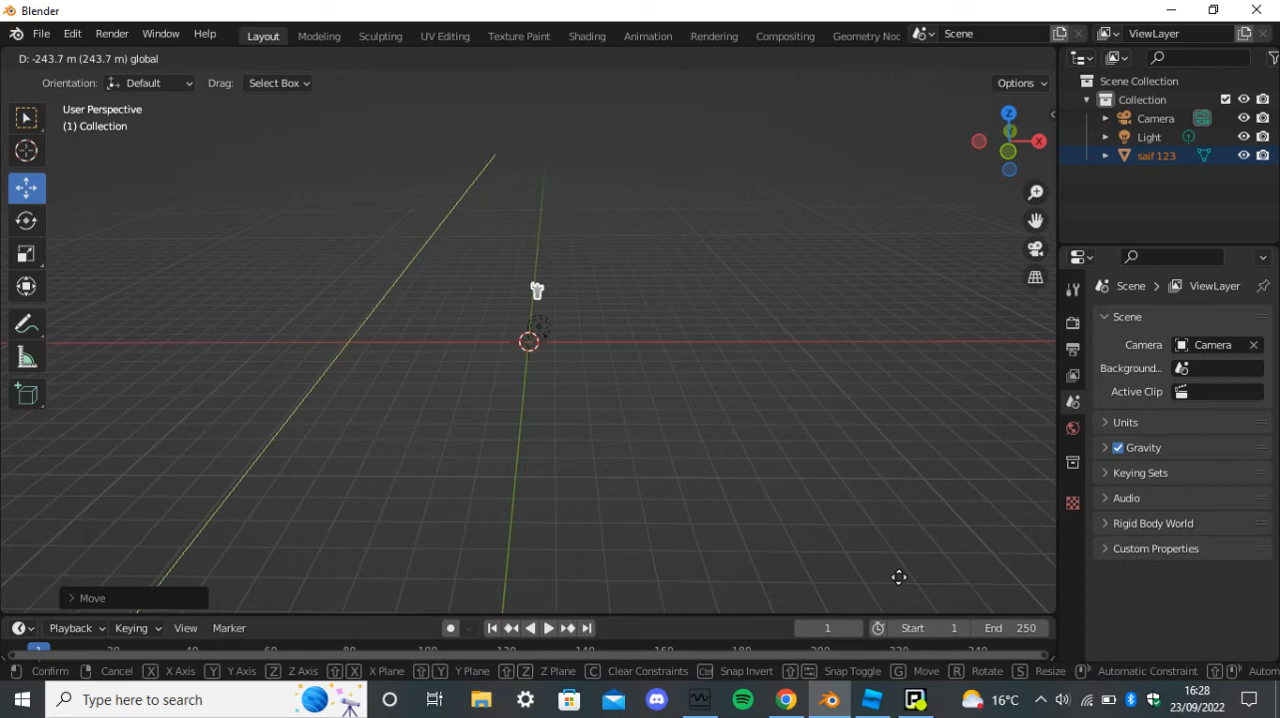 Blender
File Edit Render Window Help Layout Modeling Sculpting UV Editing Texture Paint Shading Animation Rendering Compositing Geometry Noc Scene ViewLayer
D: -243.7 m (243.7 m) global
Orientation: Default Drag: Select Box Options
User Perspective
(1) Collection
Z
X
Scene Collection
Collection
Camera
Light
saif 123
Scene > ViewLayer
Scene
Camera Camera
Background...
Active Clip
Units
Gravity
Keying Sets
Audio
Rigid Body World
Custom Properties
Move
Playback Keying View Marker 1 Start 1 End 250
Confirm Cancel X X Axis Y Y Axis Z Z Axis X X Plane Y Y Plane Z Z Plane C Clear Constraints Ctrl Snap Invert Snap Toggle G Move R Rotate S Resize Automatic Constraint Autom
Type here to search 16°C 16:28
23/09/2022